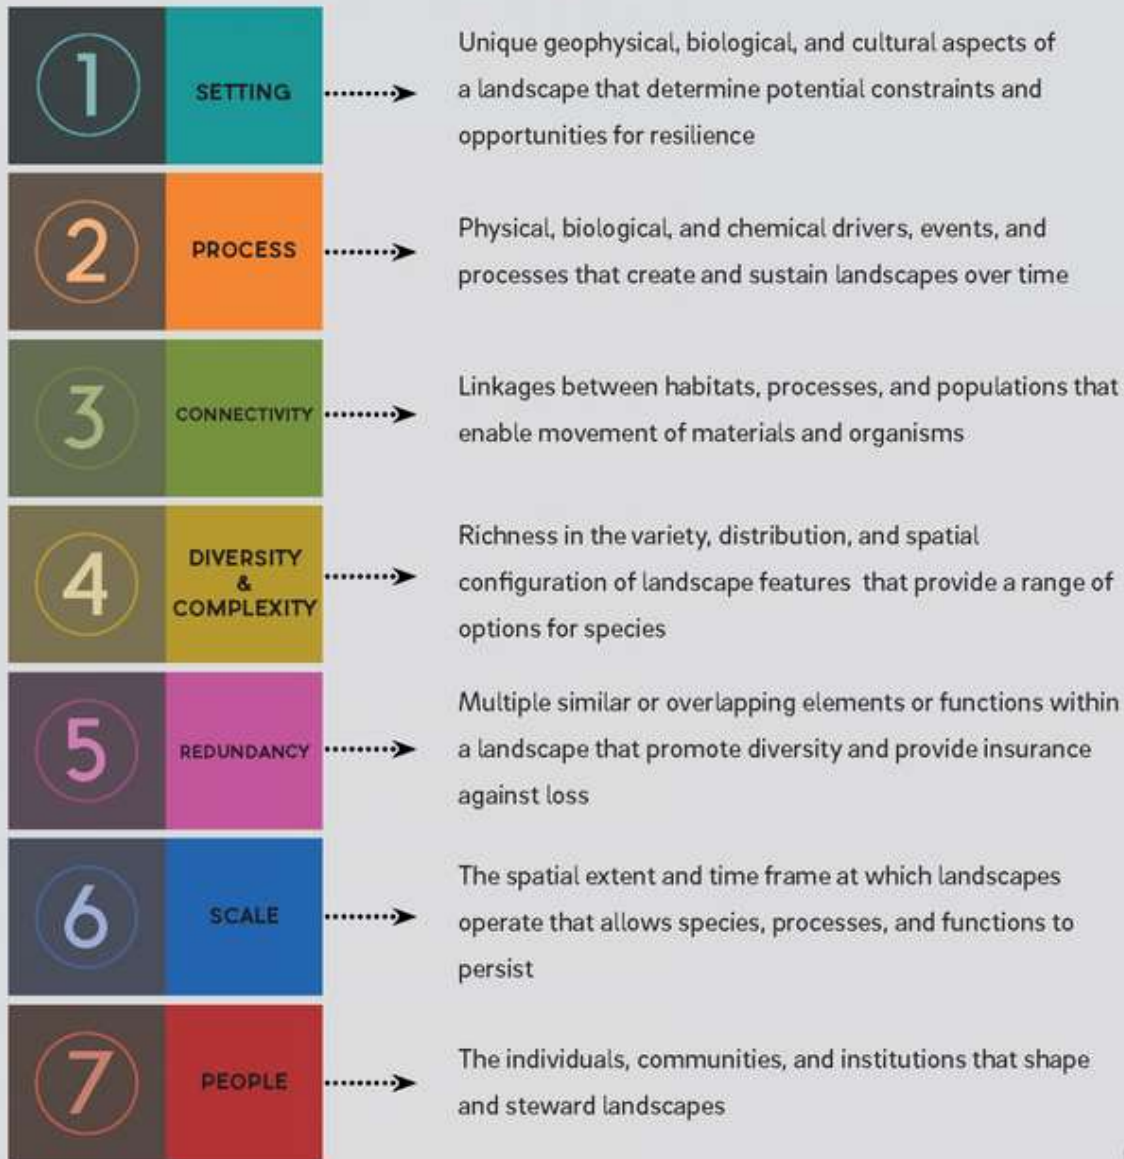 1
SETTING
Unique geophysical, biological, and cultural aspects of
a landscape that determine potential constraints and
opportunities for resilience
2
PROCESS
Physical, biological, and chemical drivers, events, and
processes that create and sustain landscapes over time
3
CONNECTIVITY
Linkages between habitats, processes, and populations that
enable movement of materials and organisms
4
DIVERSITY
&
COMPLEXITY
Richness in the variety, distribution, and spatial
configuration of landscape features that provide a range of
options for species
5
REDUNDANCY
Multiple similar or overlapping elements or functions within
a landscape that promote diversity and provide insurance
against loss
6
SCALE
The spatial extent and time frame at which landscapes
operate that allows species, processes, and functions to
persist
7
PEOPLE
The individuals, communities, and institutions that shape
and steward landscapes